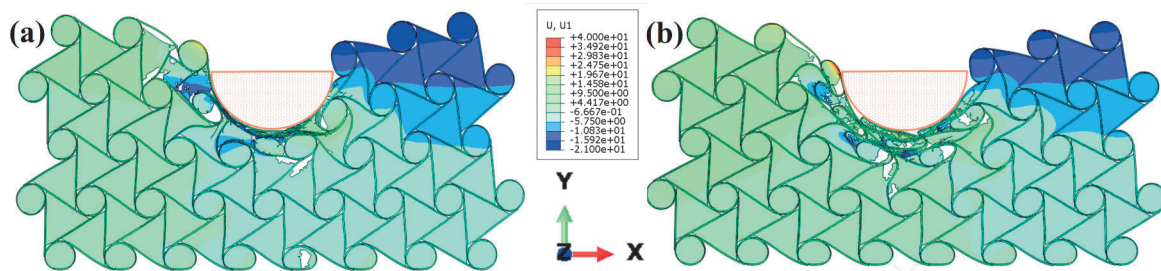 (a)
U, U1
+4.000e+01
+3.492e+01
+2.983e+01
+2.475e+01
+1.967e+01
+1.458e+01
+9.500e+00
+4.417e+00
-6.667e-01
-5.750e+00
-1.083e+01
-1.592e+01
-2.100e+01
Y
Z
X
(b)